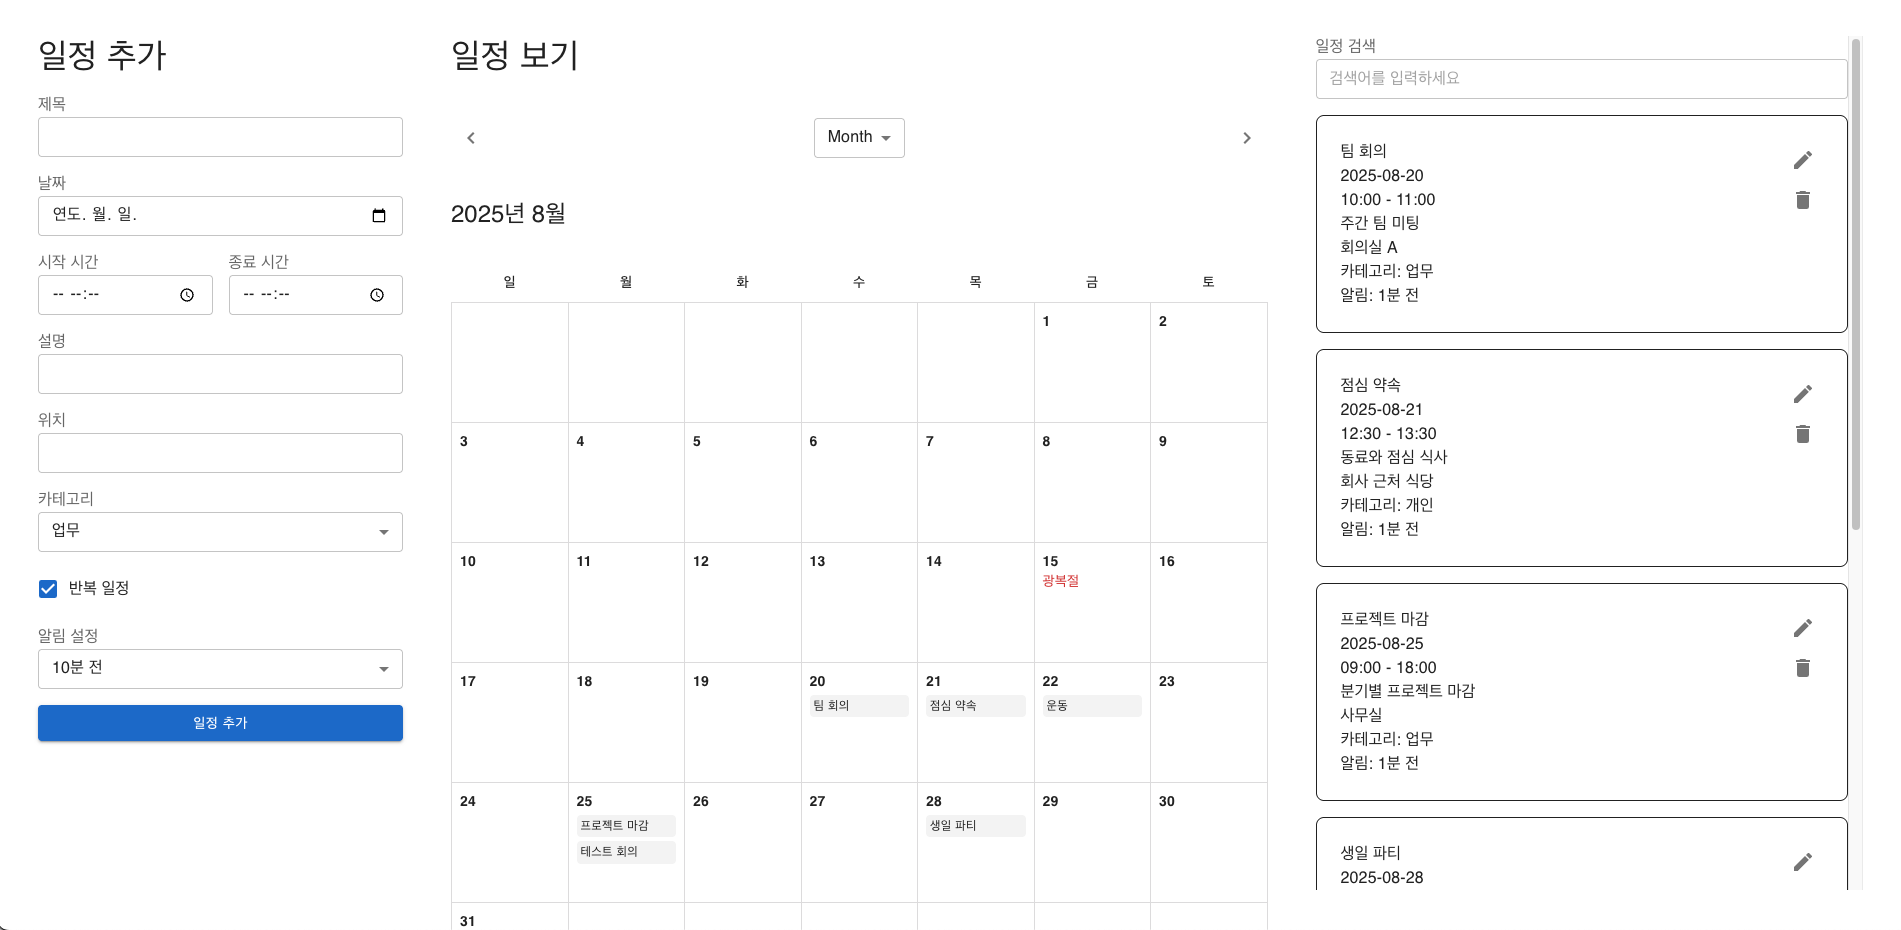 일정 추가
제목
날짜
연도. 월. 일.
시작 시간 종료 시간
-- --:-- -- --:--
설명
위치
카테고리
업무
반복 일정
알림 설정
10분 전
일정 추가
일정 보기
Month
2025년 8월
일 월 화 수 목 금 토
1 2
3 4 5 6 7 8 9
10 11 12 13 14 15 16
광복절
17 18 19 20 21 22 23
팀 회의 점심 약속 운동
24 25 26 27 28 29 30
프로젝트 마감 생일 파티
테스트 회의
31
일정 검색
검색어를 입력하세요
팀 회의
2025-08-20
10:00 - 11:00
주간 팀 미팅
회의실 A
카테고리: 업무
알림: 1분 전
점심 약속
2025-08-21
12:30 - 13:30
동료와 점심 식사
회사 근처 식당
카테고리: 개인
알림: 1분 전
프로젝트 마감
2025-08-25
09:00 - 18:00
분기별 프로젝트 마감
사무실
카테고리: 업무
알림: 1분 전
생일 파티
2025-08-28